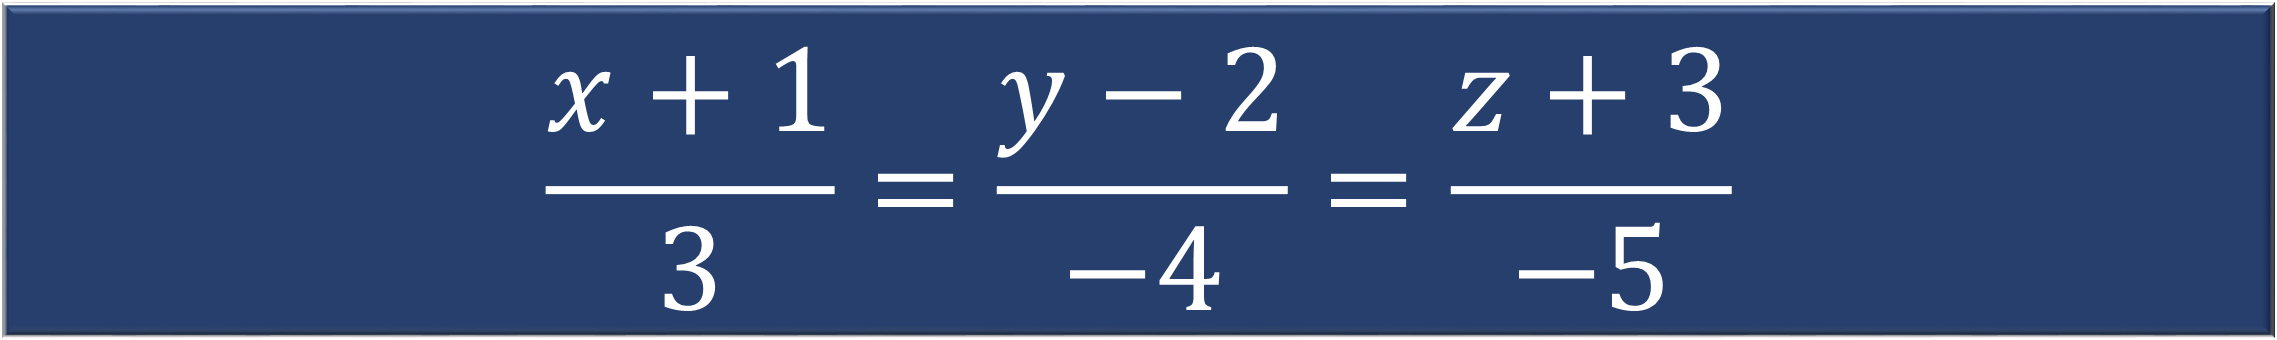 x + 1 y − 2 z + 3
= =
3 −4 −5